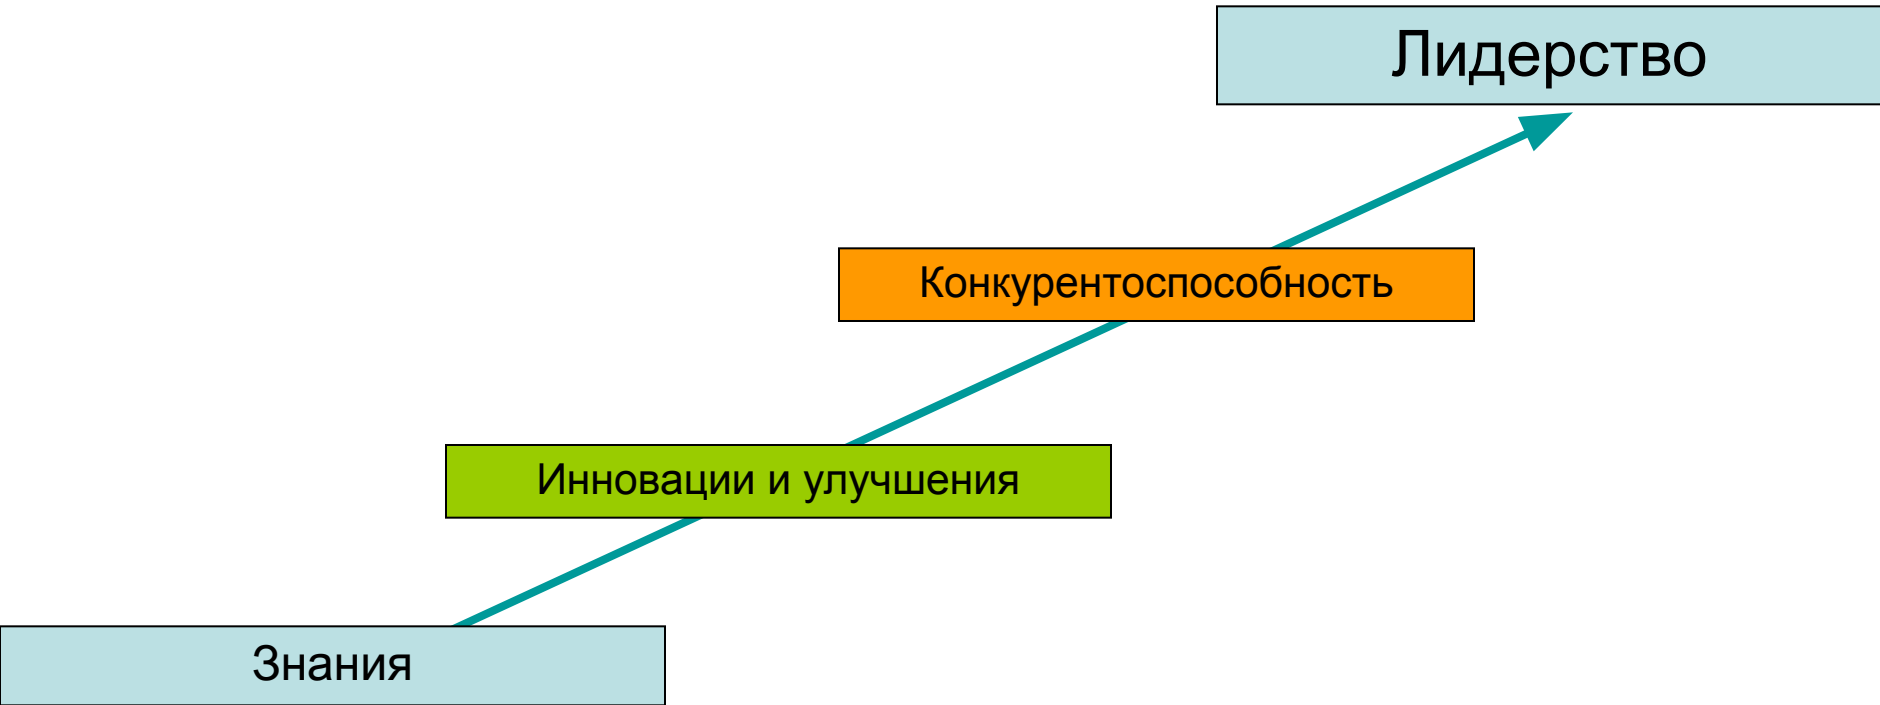 Лидерство
Конкурентоспособность
Инновации и улучшения
Знания